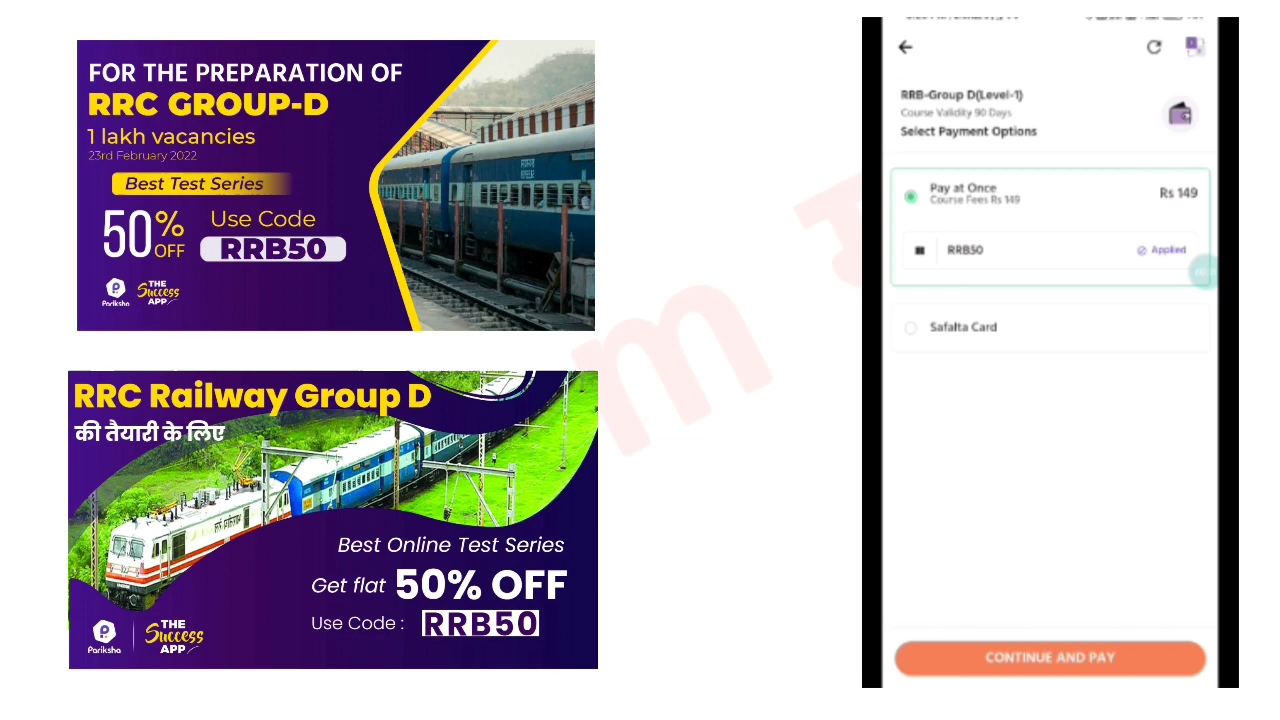 FOR THE PREPARATION OF
RRC GROUP-D
1 lakh vacancies
23rd February 2022
Best Test Series
50% OFF
Use Code
RRB50
Pariksha
THE Success APP
RRC Railway Group D
की तैयारी के लिए
Best Online Test Series
Get flat 50% OFF
Use Code : RRB50
Pariksha
THE Success APP
m
RRB-Group D(Level-1)
Course Validity 90 Days
Select Payment Options
Pay at Once
Rs 149
Course Fees Rs 149
RRB50
Applied
Safalta Card
CONTINUE AND PAY